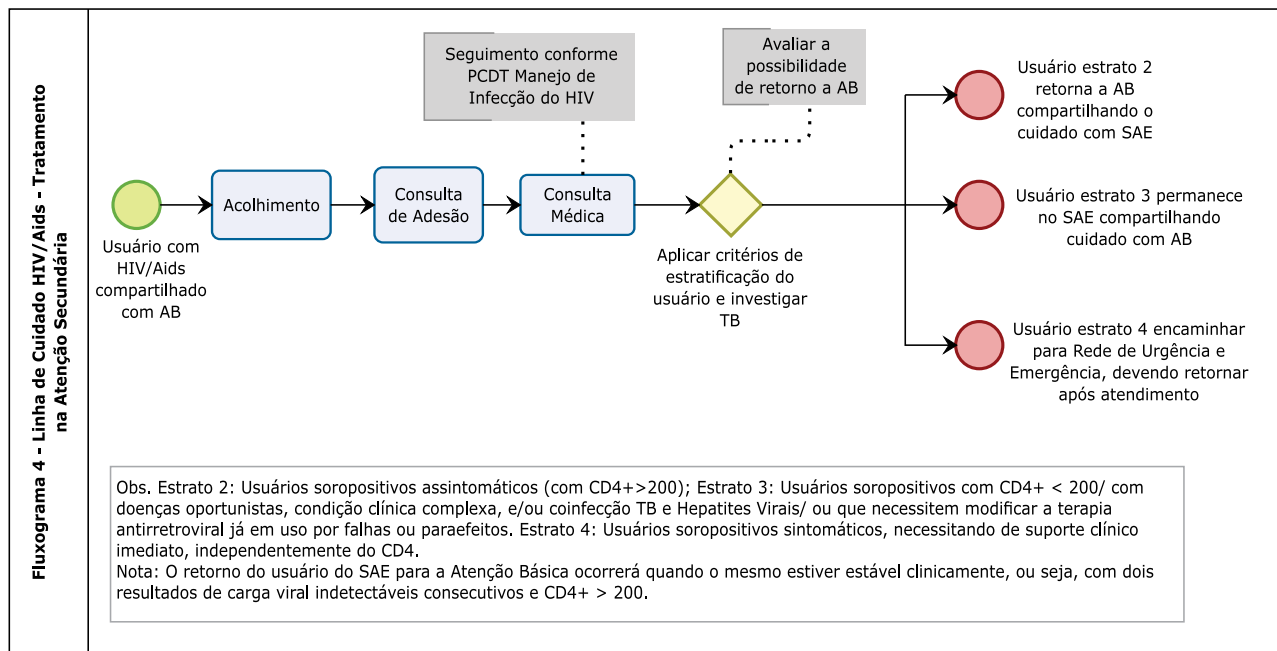 Fluxograma 4 - Linha de Cuidado HIV/Aids - Tratamento
na Atenção Secundária
Seguimento conforme
PCDT Manejo de
Infecção do HIV
Avaliar a
possibilidade
de retorno a AB
Usuário com
HIV/Aids
compartilhado
com AB
Acolhimento
Consulta
de Adesão
Consulta
Médica
Aplicar critérios de
estratificação do
usuário e investigar
TB
Usuário estrato 2
retorna a AB
compartilhando o
cuidado com SAE
Usuário estrato 3 permanece
no SAE compartilhando
cuidado com AB
Usuário estrato 4 encaminhar
para Rede de Urgência e
Emergência, devendo retornar
após atendimento
Obs. Estrato 2: Usuários soropositivos assintomáticos (com CD4+>200); Estrato 3: Usuários soropositivos com CD4+ < 200/ com
doenças oportunistas, condição clínica complexa, e/ou coinfecção TB e Hepatites Virais/ ou que necessitem modificar a terapia
antirretroviral já em uso por falhas ou paraefeitos. Estrato 4: Usuários soropositivos sintomáticos, necessitando de suporte clínico
imediato, independentemente do CD4.
Nota: O retorno do usuário do SAE para a Atenção Básica ocorrerá quando o mesmo estiver estável clinicamente, ou seja, com dois
resultados de carga viral indetectáveis consecutivos e CD4+ > 200.